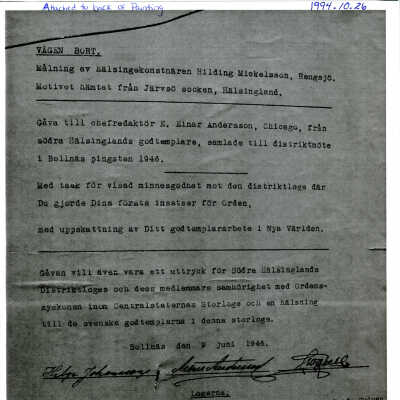 Attached to back of Painting
1994.10.26
VÄGEN BORT.
Målning av hälsingekonstnären Hilding Mickelsson, Rengsjö.
Motivet hämtat från Järvsö socken, Hälsingland.
Gåva till chefredaktör E. Einar Andersson, Chicago, från
södra Hälsinglands godtemplare, samlade till distriktmöte
i Bollnäs pingsten 1946.
Med tack för visad minnesgodhet mot den distriktloge där
Du gjorde Dina första insatser för Orden,
med uppskattning av Ditt godtemplararbete i Nya Världen.
Gåvan vill även vara ett uttryck för Södra Hälsinglands
Distriktloges och dess medlemmars samhörighet med Ordens-
syskonen inom Centralstaternas Storloge och en hälsning
till de svenska godtemplarna i denna storloge.
Bollnäs den 9 juni 1946.